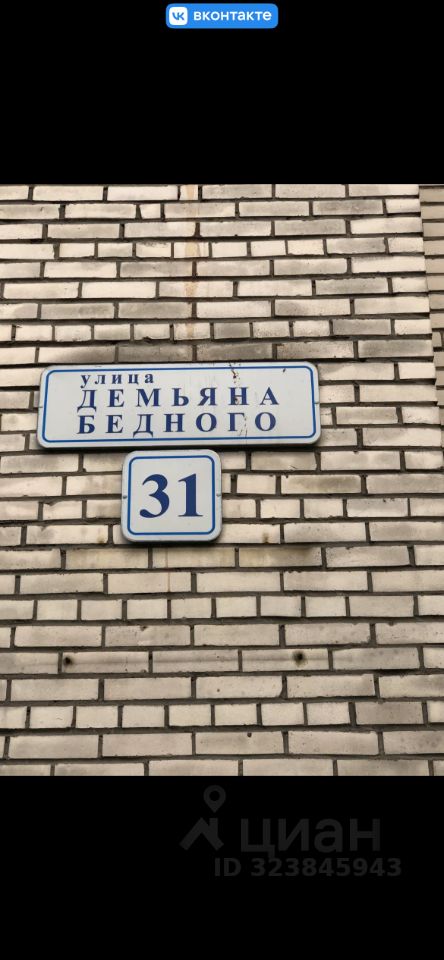 вконтакте
улица
ДЕМЬЯНА
БЕДНОГО
31
циан
ID 323845943